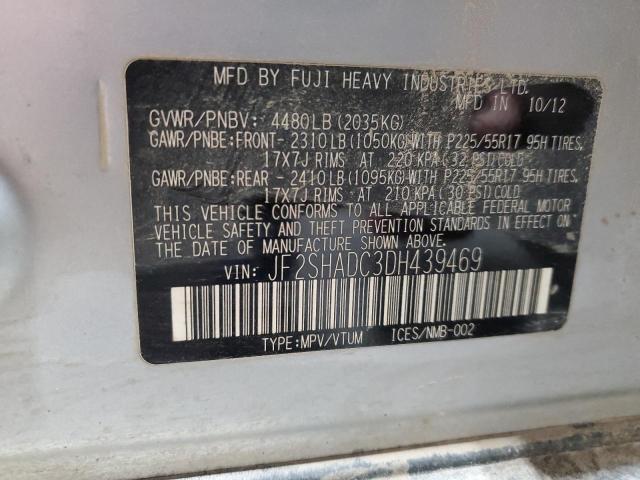 MFD BY FUJI HEAVY INDUSTRIES LTD.
MFD IN 10/12
GVWR/PNBV: 4480LB(2035KG)
GAWR/PNBE:FRONT- 2310LB(1050KG)WITH P225/55R17 95H TIRES,
17X7J RIMS AT 220 KPA(32 PSI)COLD
GAWR/PNBE:REAR - 2410LB(1095KG)WITH P225/55R17 95H TIRES,
17X7J RIMS AT 210 KPA(30 PSI)COLD
THIS VEHICLE CONFORMS TO ALL APPLICABLE FEDERAL MOTOR
VEHICLE SAFETY AND THEFT PREVENTION STANDARDS IN EFFECT ON
THE DATE OF MANUFACTURE SHOWN ABOVE.
VIN: JF2SHADC3DH439469
TYPE:MPV/VTUM ICES/NMB-002